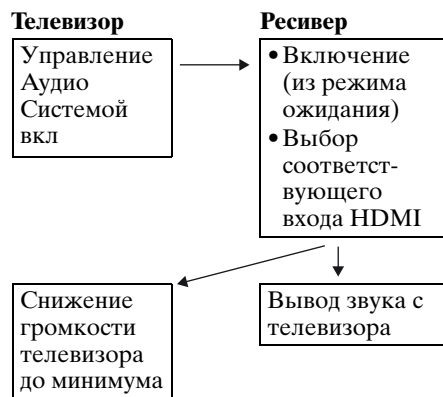 Телевизор
Управление
Аудио
Системой
вкл
Ресивер
• Включение
(из режима
ожидания)
• Выбор
соответст-
вующего
входа HDMI
Снижение
громкости
телевизора
до минимума
Вывод звука с
телевизора